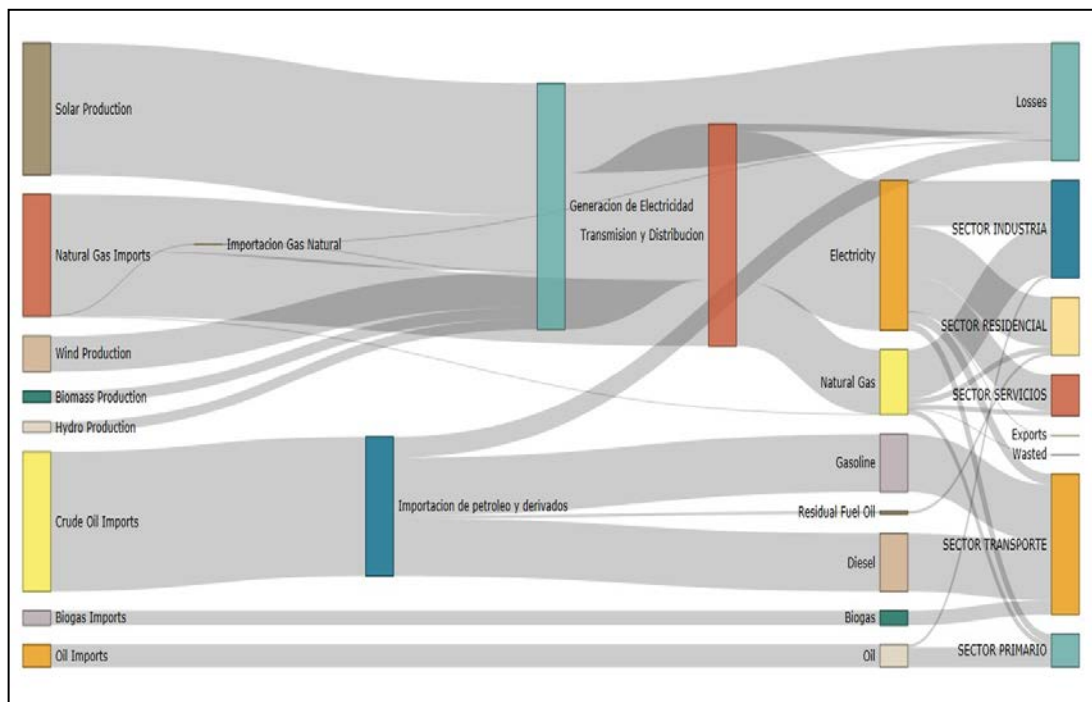 Solar Production
Losses
Generacion de Electricidad
SECTOR INDUSTRIA
Transmision y Distribucion
Importacion Gas Natural
Natural Gas Imports
Electricity
SECTOR RESIDENCIAL
Wind Production
Natural Gas
SECTOR SERVICIOS
Biomass Production
Hydro Production
Exports
Wasted
Gasoline
Importacion de petroleo y derivados
Residual Fuel Oil
Crude Oil Imports
SECTOR TRANSPORTE
Diesel
Biogas Imports
Biogas
SECTOR PRIMARIO
Oil Imports
Oil